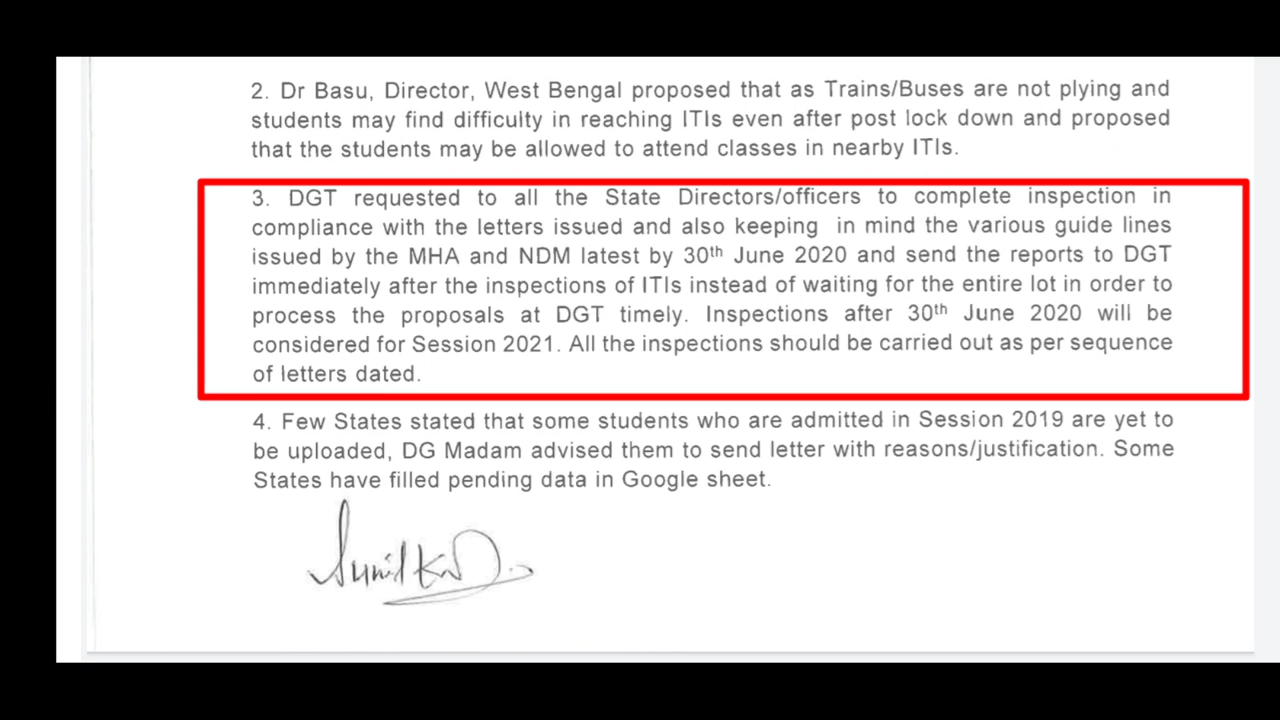 2. Dr Basu, Director, West Bengal proposed that as Trains/Buses are not plying and
students may find difficulty in reaching ITIs even after post lock down and proposed
that the students may be allowed to attend classes in nearby ITIs.
3. DGT requested to all the State Directors/officers to complete inspection in
compliance with the letters issued and also keeping in mind the various guide lines
issued by the MHA and NDM latest by 30th June 2020 and send the reports to DGT
immediately after the inspections of ITIs instead of waiting for the entire lot in order to
process the proposals at DGT timely. Inspections after 30th June 2020 will be
considered for Session 2021. All the inspections should be carried out as per sequence
of letters dated.
4. Few States stated that some students who are admitted in Session 2019 are yet to
be uploaded, DG Madam advised them to send letter with reasons/justification. Some
States have filled pending data in Google sheet.